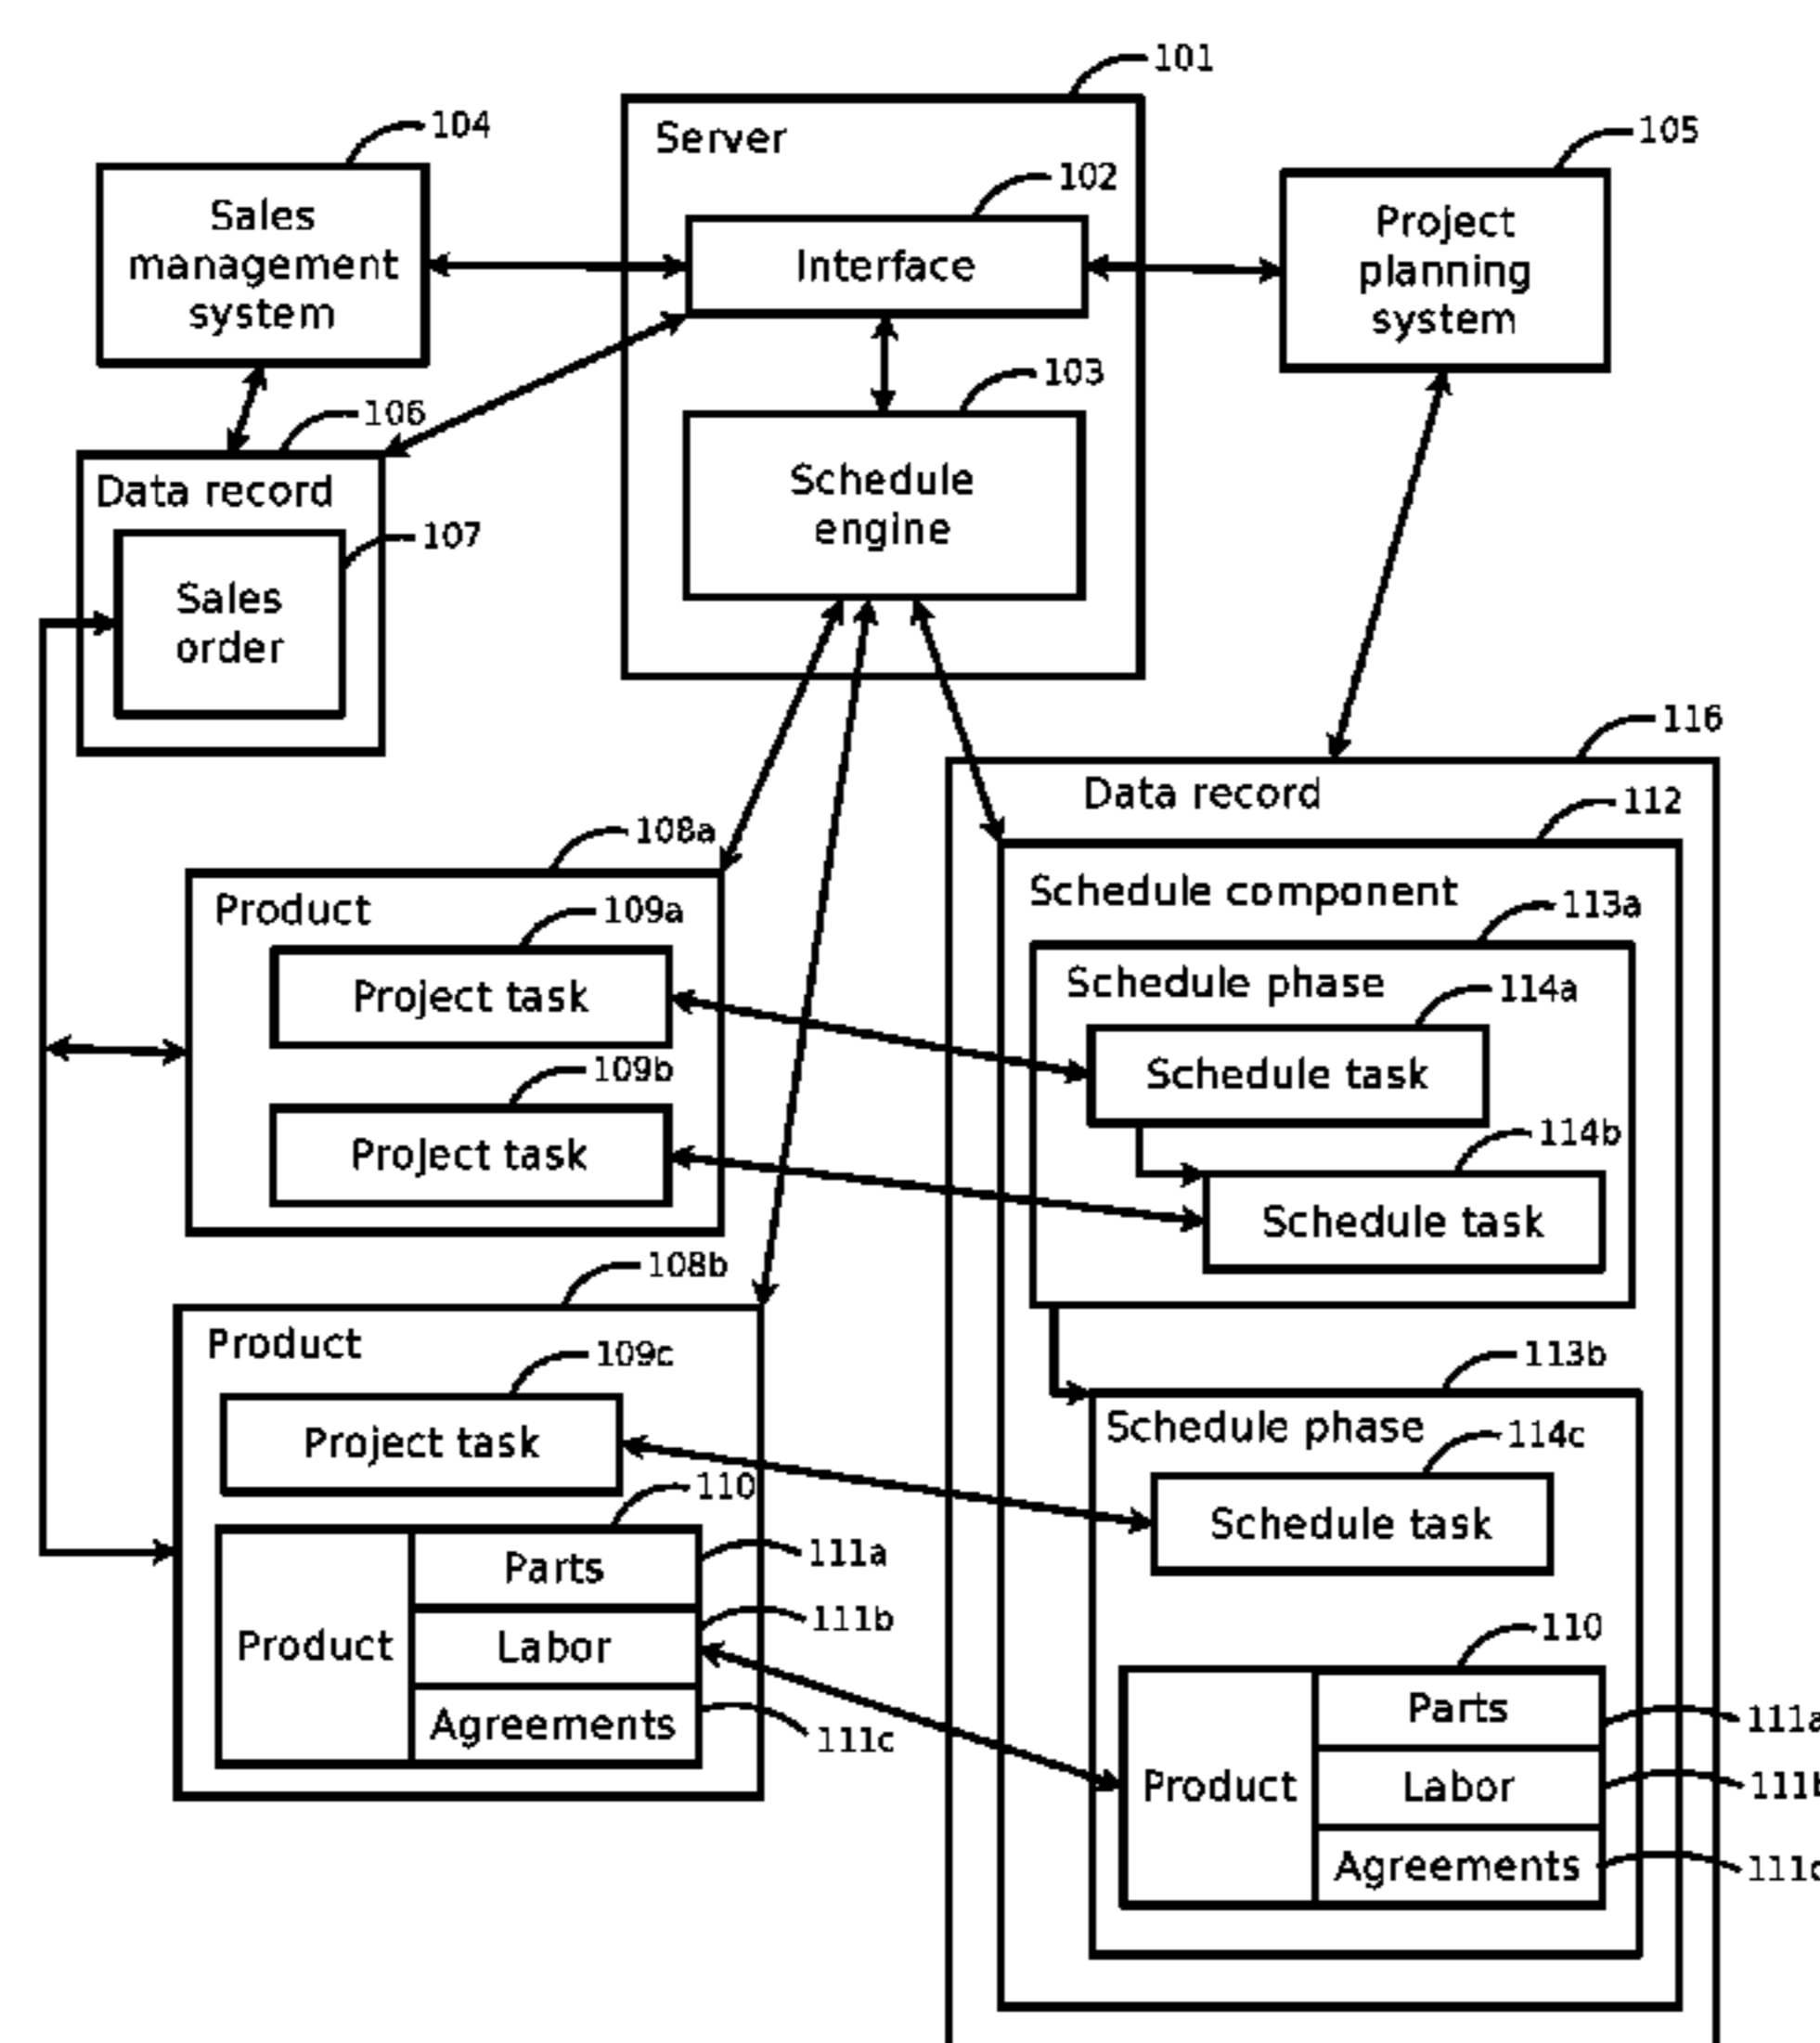 101
Server
104
105
102
Sales
management
system
Interface
Project
planning
system
103
106
Schedule
engine
Data record
107
Sales
order
116
Data record
112
108a
Schedule component
Product
109a
113a
Project task
Schedule phase
114a
Schedule task
109b
Project task
114b
Schedule task
108b
Product
109c
113b
Project task
Schedule phase
114c
Schedule task
110
Product
Parts
111a
Labor
111b
Agreements
111c
110
Product
Parts
111a
Labor
Agreements